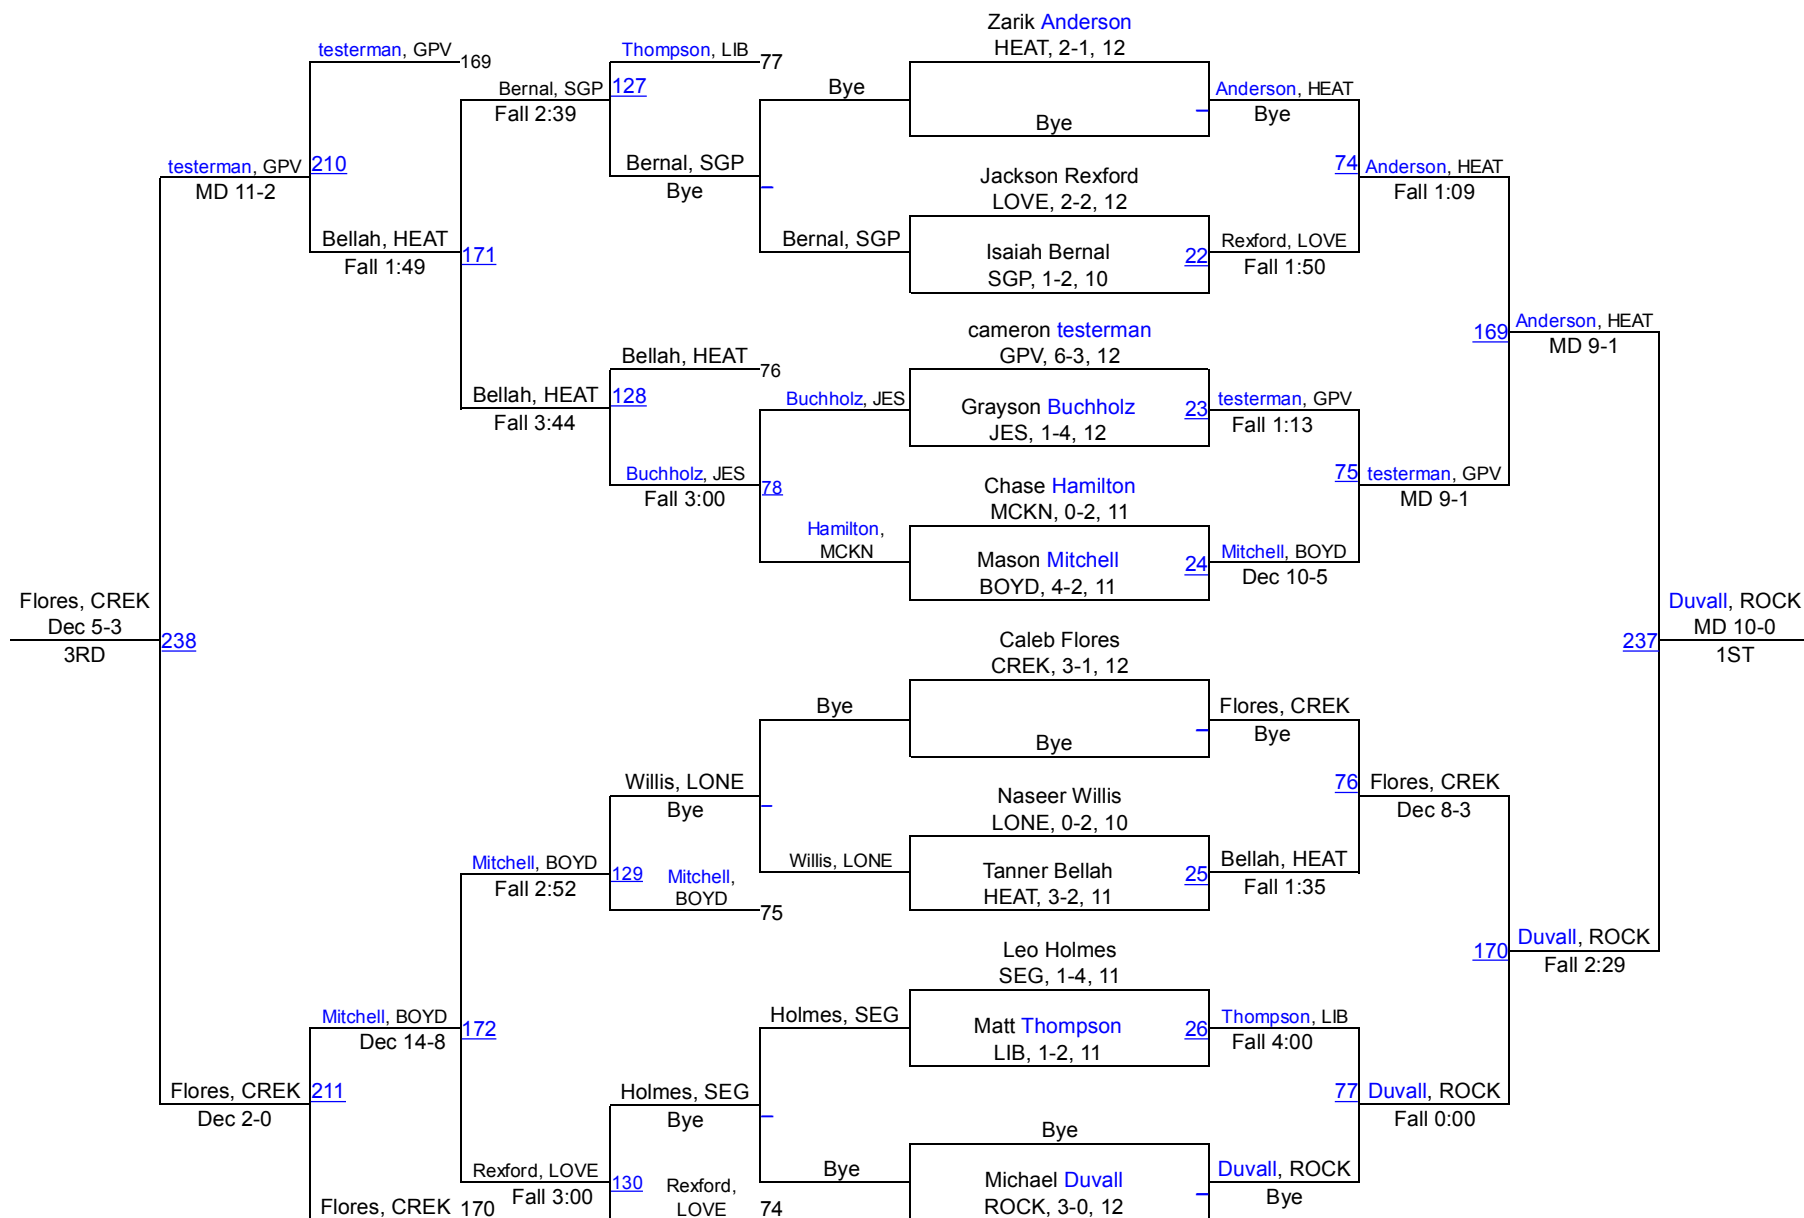 Zarik Anderson
HEAT, 2-1, 12
testerman, GPV
169
Thompson, LIB
77
Bernal, SGP
127
Fall 2:39
Bye
Anderson, HEAT
Bye
Bye
testerman, GPV
210
MD 11-2
Bernal, SGP
Bye
74
Anderson, HEAT
Fall 1:09
Jackson Rexford
LOVE, 2-2, 12
Bellah, HEAT
Fall 1:49
171
Bernal, SGP
Isaiah Bernal
SGP, 1-2, 10
22
Rexford, LOVE
Fall 1:50
cameron testerman
GPV, 6-3, 12
169
Anderson, HEAT
MD 9-1
Bellah, HEAT
76
Bellah, HEAT
128
Fall 3:44
Buchholz, JES
Grayson Buchholz
JES, 1-4, 12
23
testerman, GPV
Fall 1:13
Buchholz, JES
Fall 3:00
78
Chase Hamilton
MCKN, 0-2, 11
75
testerman, GPV
MD 9-1
Hamilton,
MCKN
Mason Mitchell
BOYD, 4-2, 11
24
Mitchell, BOYD
Dec 10-5
Flores, CREK
Dec 5-3
3RD
238
Caleb Flores
CREK, 3-1, 12
237
Duvall, ROCK
MD 10-0
1ST
Bye
Bye
Flores, CREK
Bye
Willis, LONE
Bye
Naseer Willis
LONE, 0-2, 10
76
Flores, CREK
Dec 8-3
Mitchell, BOYD
Fall 2:52
129
Mitchell,
BOYD
75
Willis, LONE
Tanner Bellah
HEAT, 3-2, 11
25
Bellah, HEAT
Fall 1:35
Leo Holmes
SEG, 1-4, 11
170
Duvall, ROCK
Fall 2:29
Mitchell, BOYD
Dec 14-8
172
Holmes, SEG
Matt Thompson
LIB, 1-2, 11
26
Thompson, LIB
Fall 4:00
Flores, CREK
Dec 2-0
211
Holmes, SEG
Bye
77
Duvall, ROCK
Fall 0:00
Bye
Rexford, LOVE
Fall 3:00
130
Rexford,
LOVE
74
Bye
Michael Duvall
ROCK, 3-0, 12
Duvall, ROCK
Bye
Flores, CREK
170